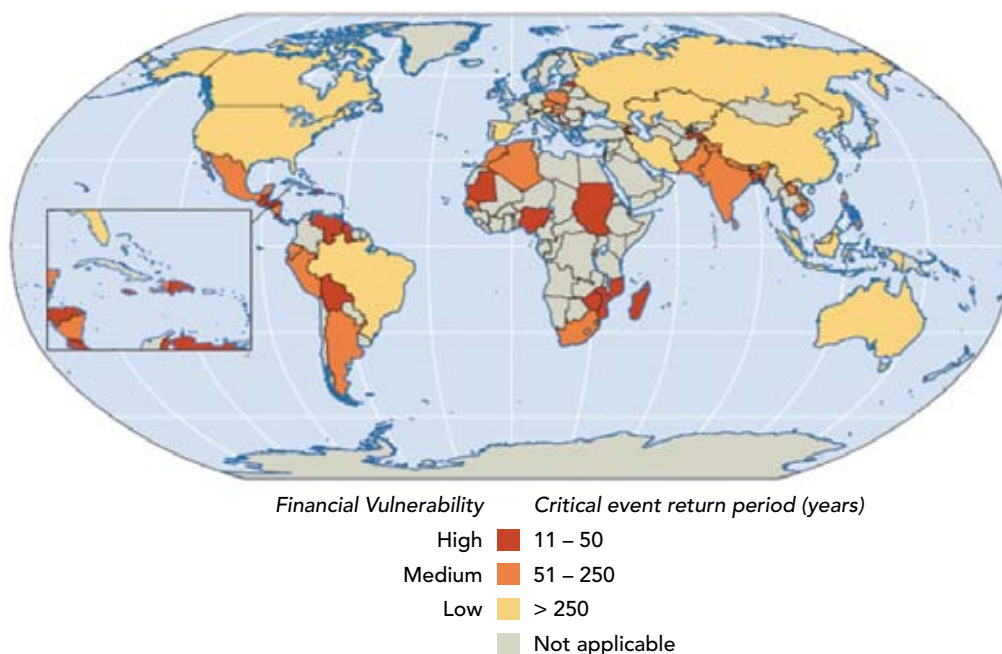 Financial Vulnerability Critical event return period (years)
High 11 – 50
Medium 51 – 250
Low > 250
Not applicable